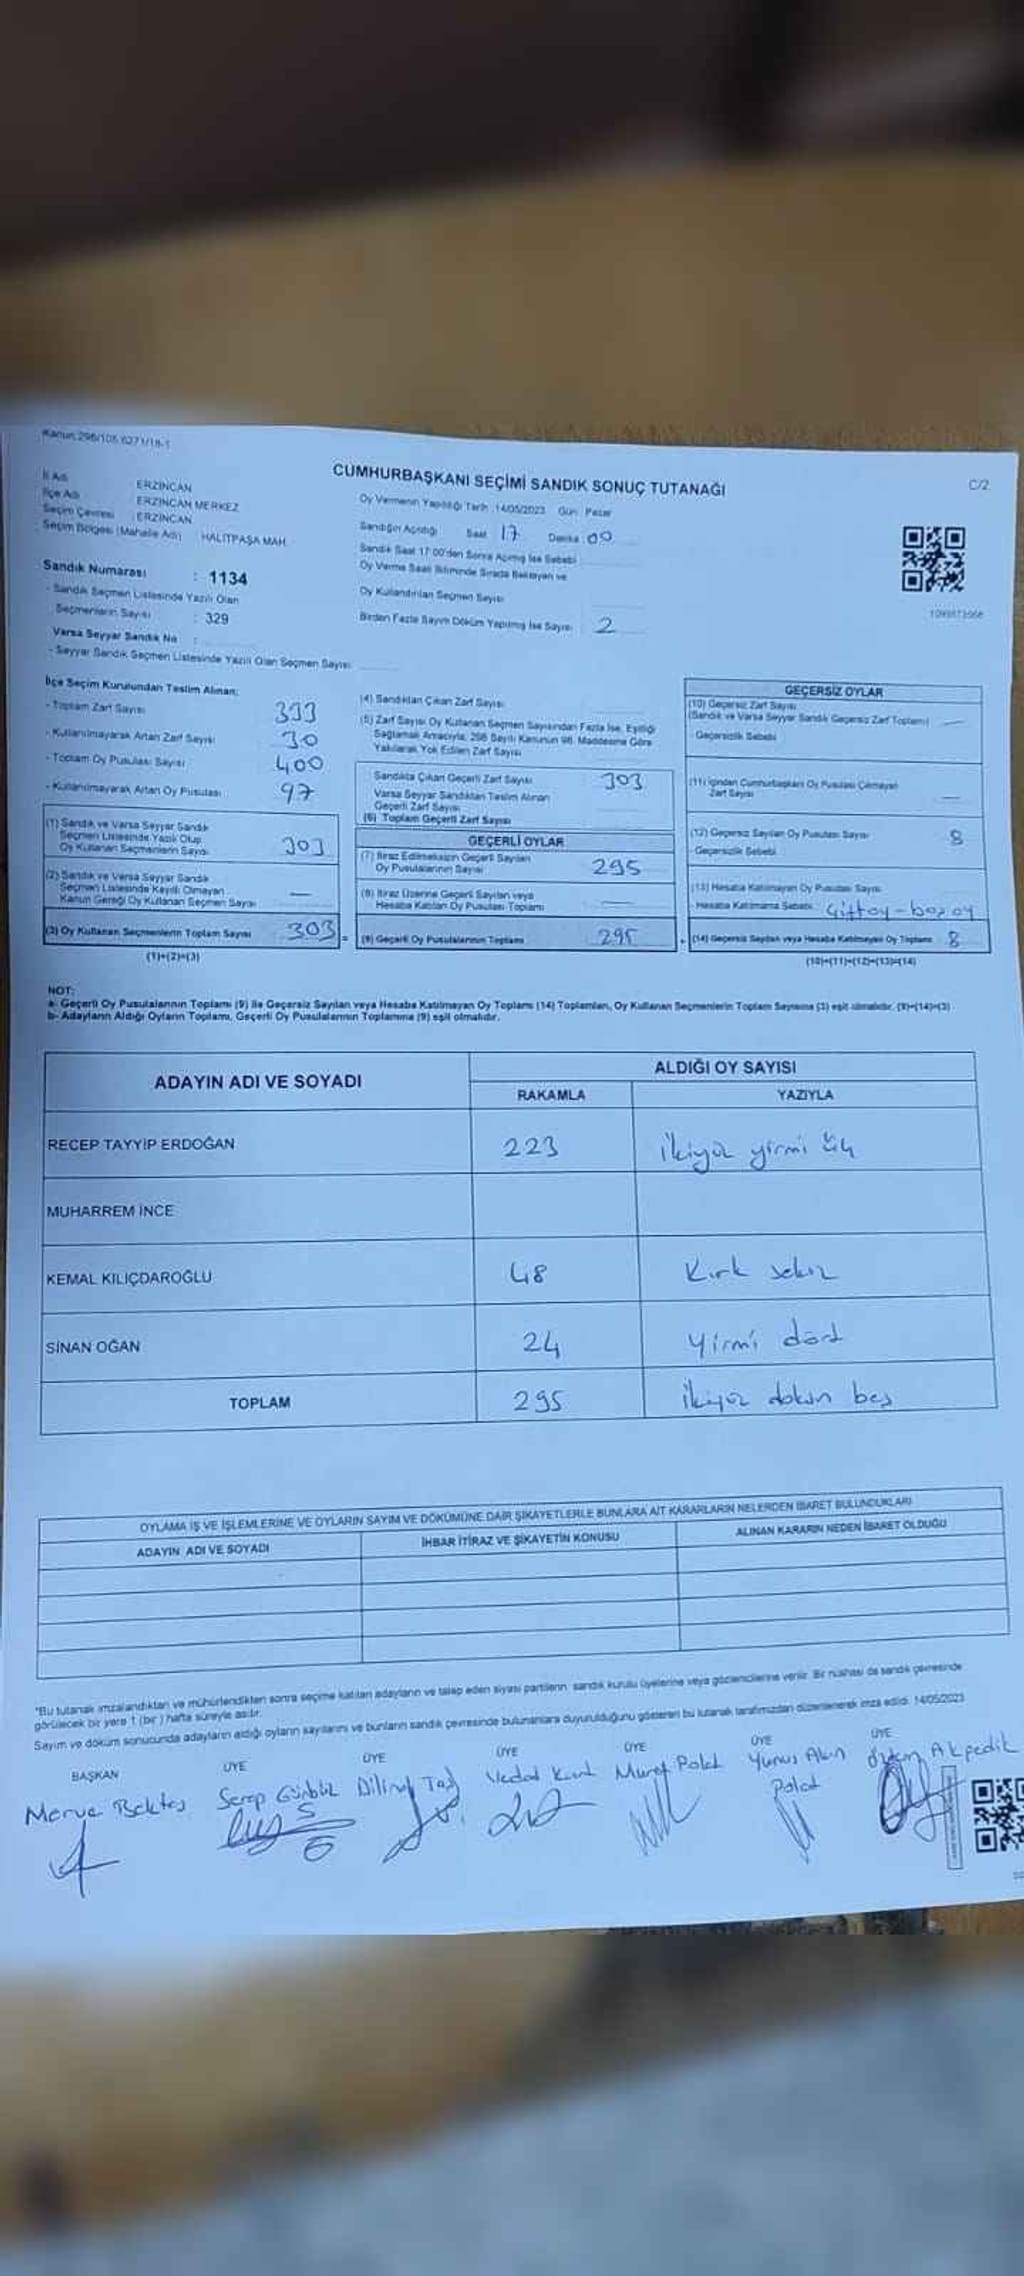 Kanun:298/105 6271/18-1
CUMHURBAŞKANI SEÇİMİ SANDIK SONUÇ TUTANAĞI
C/2
İl Adı : ERZİNCAN
İlçe Adı : ERZİNCAN MERKEZ
Seçim Çevresi : ERZİNCAN
Seçim Bölgesi (Mahalle Adı) : HALİTPAŞA MAH.
Sandık Numarası : 1134
- Sandık Seçmen Listesinde Yazılı Olan
Seçmenlerin Sayısı : 329
Varsa Seyyar Sandık No :
- Seyyar Sandık Seçmen Listesinde Yazılı Olan Seçmen Sayısı
Oy Vermenin Yapıldığı Tarih: 14/05/2023 Gün: Pazar
Sandığın Açıldığı Saat 17 Dakika: 00
Sandık Saat 17:00'den Sonra Açılmış İse Sebebi
Oy Verme Saati Bitiminde Sırada Bekleyen ve
Oy Kullandırılan Seçmen Sayısı
Birden Fazla Sayım Döküm Yapılmış İse Sayısı 2
İlçe Seçim Kurulundan Teslim Alınan:
- Toplam Zarf Sayısı 333
- Kullanılmayarak Artan Zarf Sayısı 30
- Toplam Oy Pusulası Sayısı 400
- Kullanılmayarak Artan Oy Pusulası 97
(1) Sandık ve Varsa Seyyar Sandık
Seçmen Listesinde Yazılı Olup
Oy Kullanan Seçmenlerin Sayısı 303
(2) Sandık ve Varsa Seyyar Sandık
Seçmen Listesinde Kayıtlı Olmayan
Kanun Gereği Oy Kullanan Seçmen Sayısı —
(3) Oy Kullanan Seçmenlerin Toplam Sayısı 303 =
(1)+(2)=(3)
(4) Sandıktan Çıkan Zarf Sayısı
(5) Zarf Sayısı Oy Kullanan Seçmen Sayısından Fazla İse, Eşitliği
Sağlamak Amacıyla, 298 Sayılı Kanunun 98. Maddesine Göre
Yakılarak Yok Edilen Zarf Sayısı
Sandıkta Çıkan Geçerli Zarf Sayısı 303
Varsa Seyyar Sandıktan Teslim Alınan
Geçerli Zarf Sayısı
(6) Toplam Geçerli Zarf Sayısı
GEÇERLİ OYLAR
(7) İtiraz Edilmeksizin Geçerli Sayılan
Oy Pusulalarının Sayısı 295
(8) İtiraz Üzerine Geçerli Sayılan veya
Hesaba Katılan Oy Pusulası Toplamı —
(9) Geçerli Oy Pusulalarının Toplamı 295
GEÇERSİZ OYLAR
(10) Geçersiz Zarf Sayısı
(Sandık ve Varsa Seyyar Sandık Geçersiz Zarf Toplamı) —
Geçersizlik Sebebi
(11) İçinden Cumhurbaşkanı Oy Pusulası Çıkmayan
Zarf Sayısı —
(12) Geçersiz Sayılan Oy Pusulası Sayısı 8
Geçersizlik Sebebi
(13) Hesaba Katılmayan Oy Pusulası Sayısı
Hesaba Katılmama Sebebi
(14) Geçersiz Sayılan veya Hesaba Katılmayan Oy Toplamı 8
(10)+(11)+(12)+(13)=(14)
NOT:
a- Geçerli Oy Pusulalarının Toplamı (9) ile Geçersiz Sayılan veya Hesaba Katılmayan Oy Toplamı (14) Toplamları, Oy Kullanan Seçmenlerin Toplam Sayısına (3) eşit olmalıdır. (9)+(14)=(3)
b- Adayların Aldığı Oyların Toplamı, Geçerli Oy Pusulalarının Toplamına (9) eşit olmalıdır.
ADAYIN ADI VE SOYADI
ALDIĞI OY SAYISI
RAKAMLA YAZIYLA
RECEP TAYYİP ERDOĞAN 223 ikiyüz yirmi üç
MUHARREM İNCE
KEMAL KILIÇDAROĞLU 48 Kırk sekiz
SİNAN OĞAN 24 yirmi dört
TOPLAM 295 ikiyüz doksan beş
OYLAMA İŞ VE İŞLEMLERİNE VE OYLARIN SAYIM VE DÖKÜMÜNE DAİR ŞİKAYETLERLE BUNLARA AİT KARARLARIN NELERDEN İBARET BULUNDUKLARI
ADAYIN ADI VE SOYADI İHBAR İTİRAZ VE ŞİKAYETİN KONUSU ALINAN KARARIN NEDEN İBARET OLDUĞU
*Bu tutanak imzalandıktan ve mühürlendikten sonra seçime katılan adayların ve talep eden siyasi partilerin sandık kurulu üyelerine veya gözlemcilerine verilir. Bir nüshası da sandık çevresinde
görülecek bir yere 1 (bir) hafta süreyle asılır.
Sayım ve döküm sonucunda adayların aldığı oyların sayılarını ve bunların sandık çevresinde bulunanlara duyurulduğunu gösteren bu tutanak tarafımızdan düzenlenerek imza edildi. 14/05/2023
BAŞKAN ÜYE ÜYE ÜYE ÜYE ÜYE ÜYE
Merve Bektaş Serap Gürbüz Vedat Kurt Murat Polat Yunus Akın Akpedik
Polat